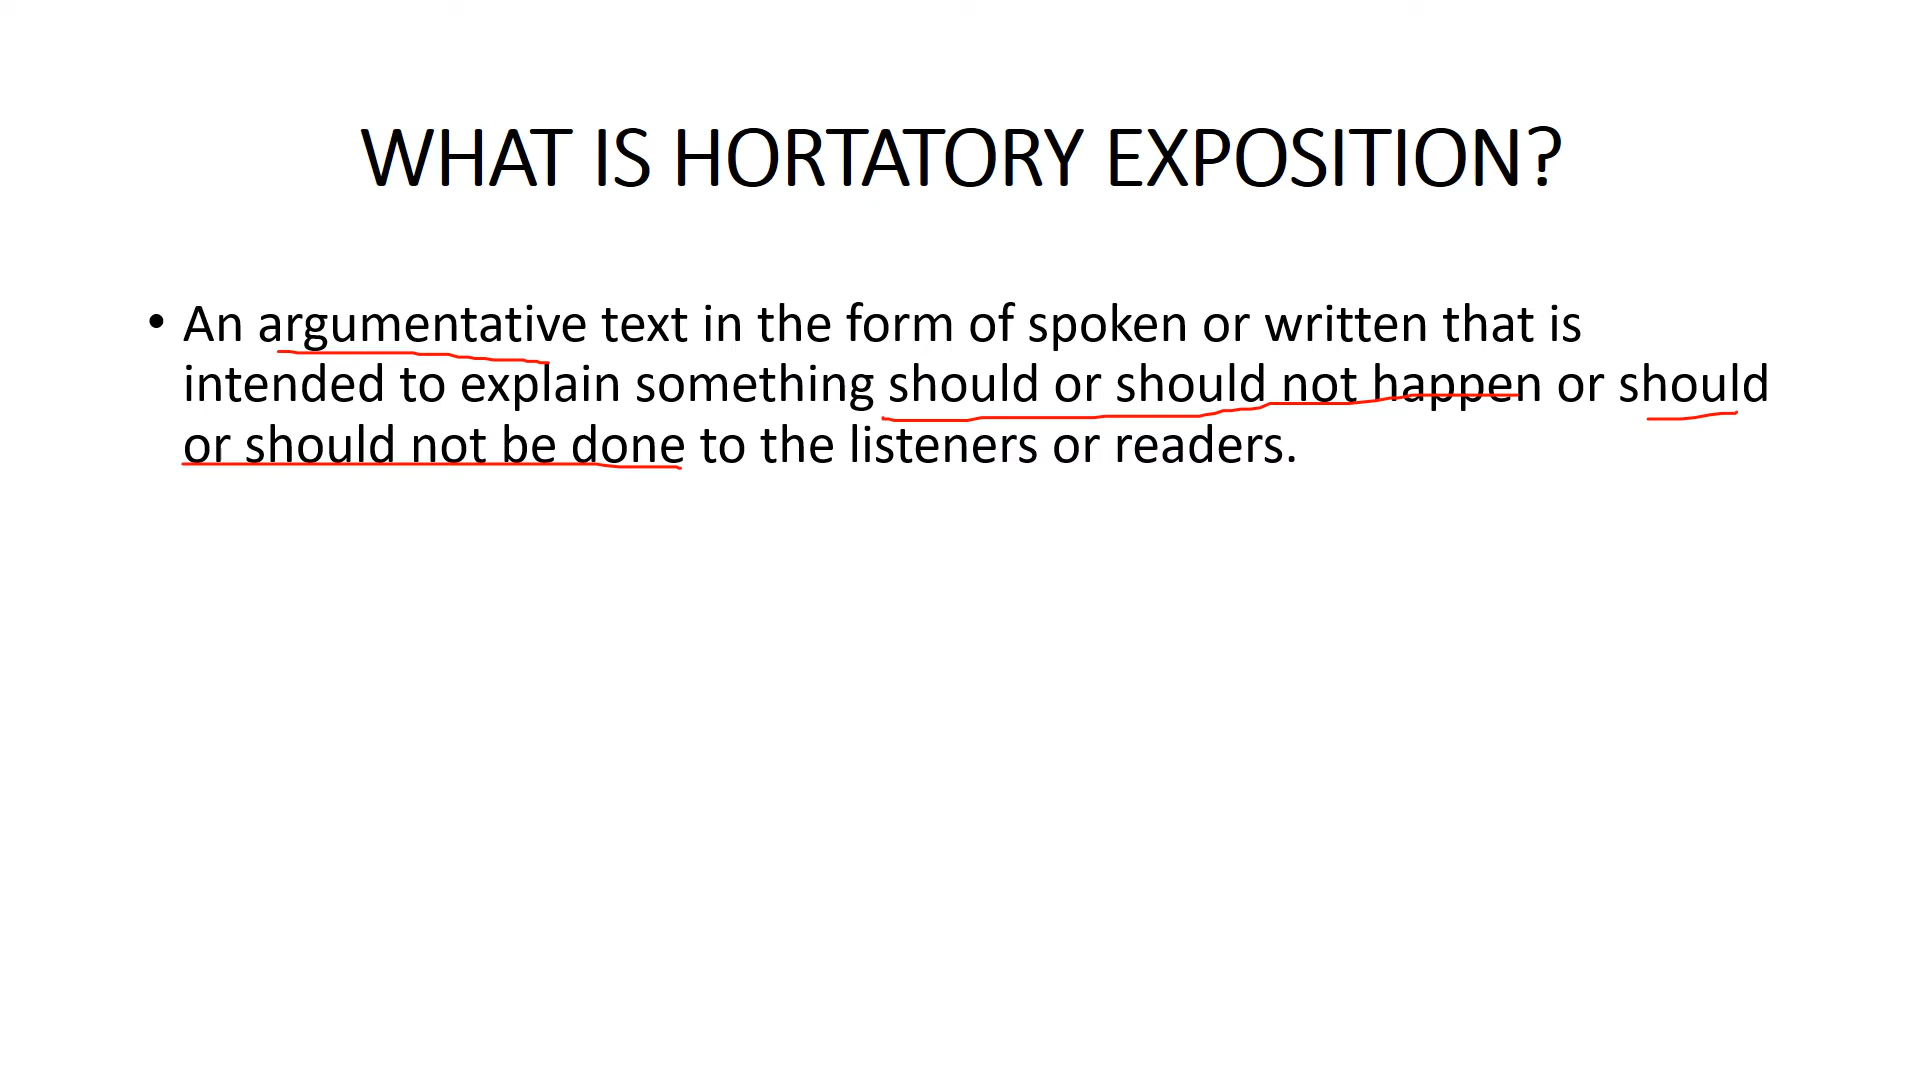 WHAT IS HORTATORY EXPOSITION?
• An argumentative text in the form of spoken or written that is
intended to explain something should or should not happen or should
or should not be done to the listeners or readers.